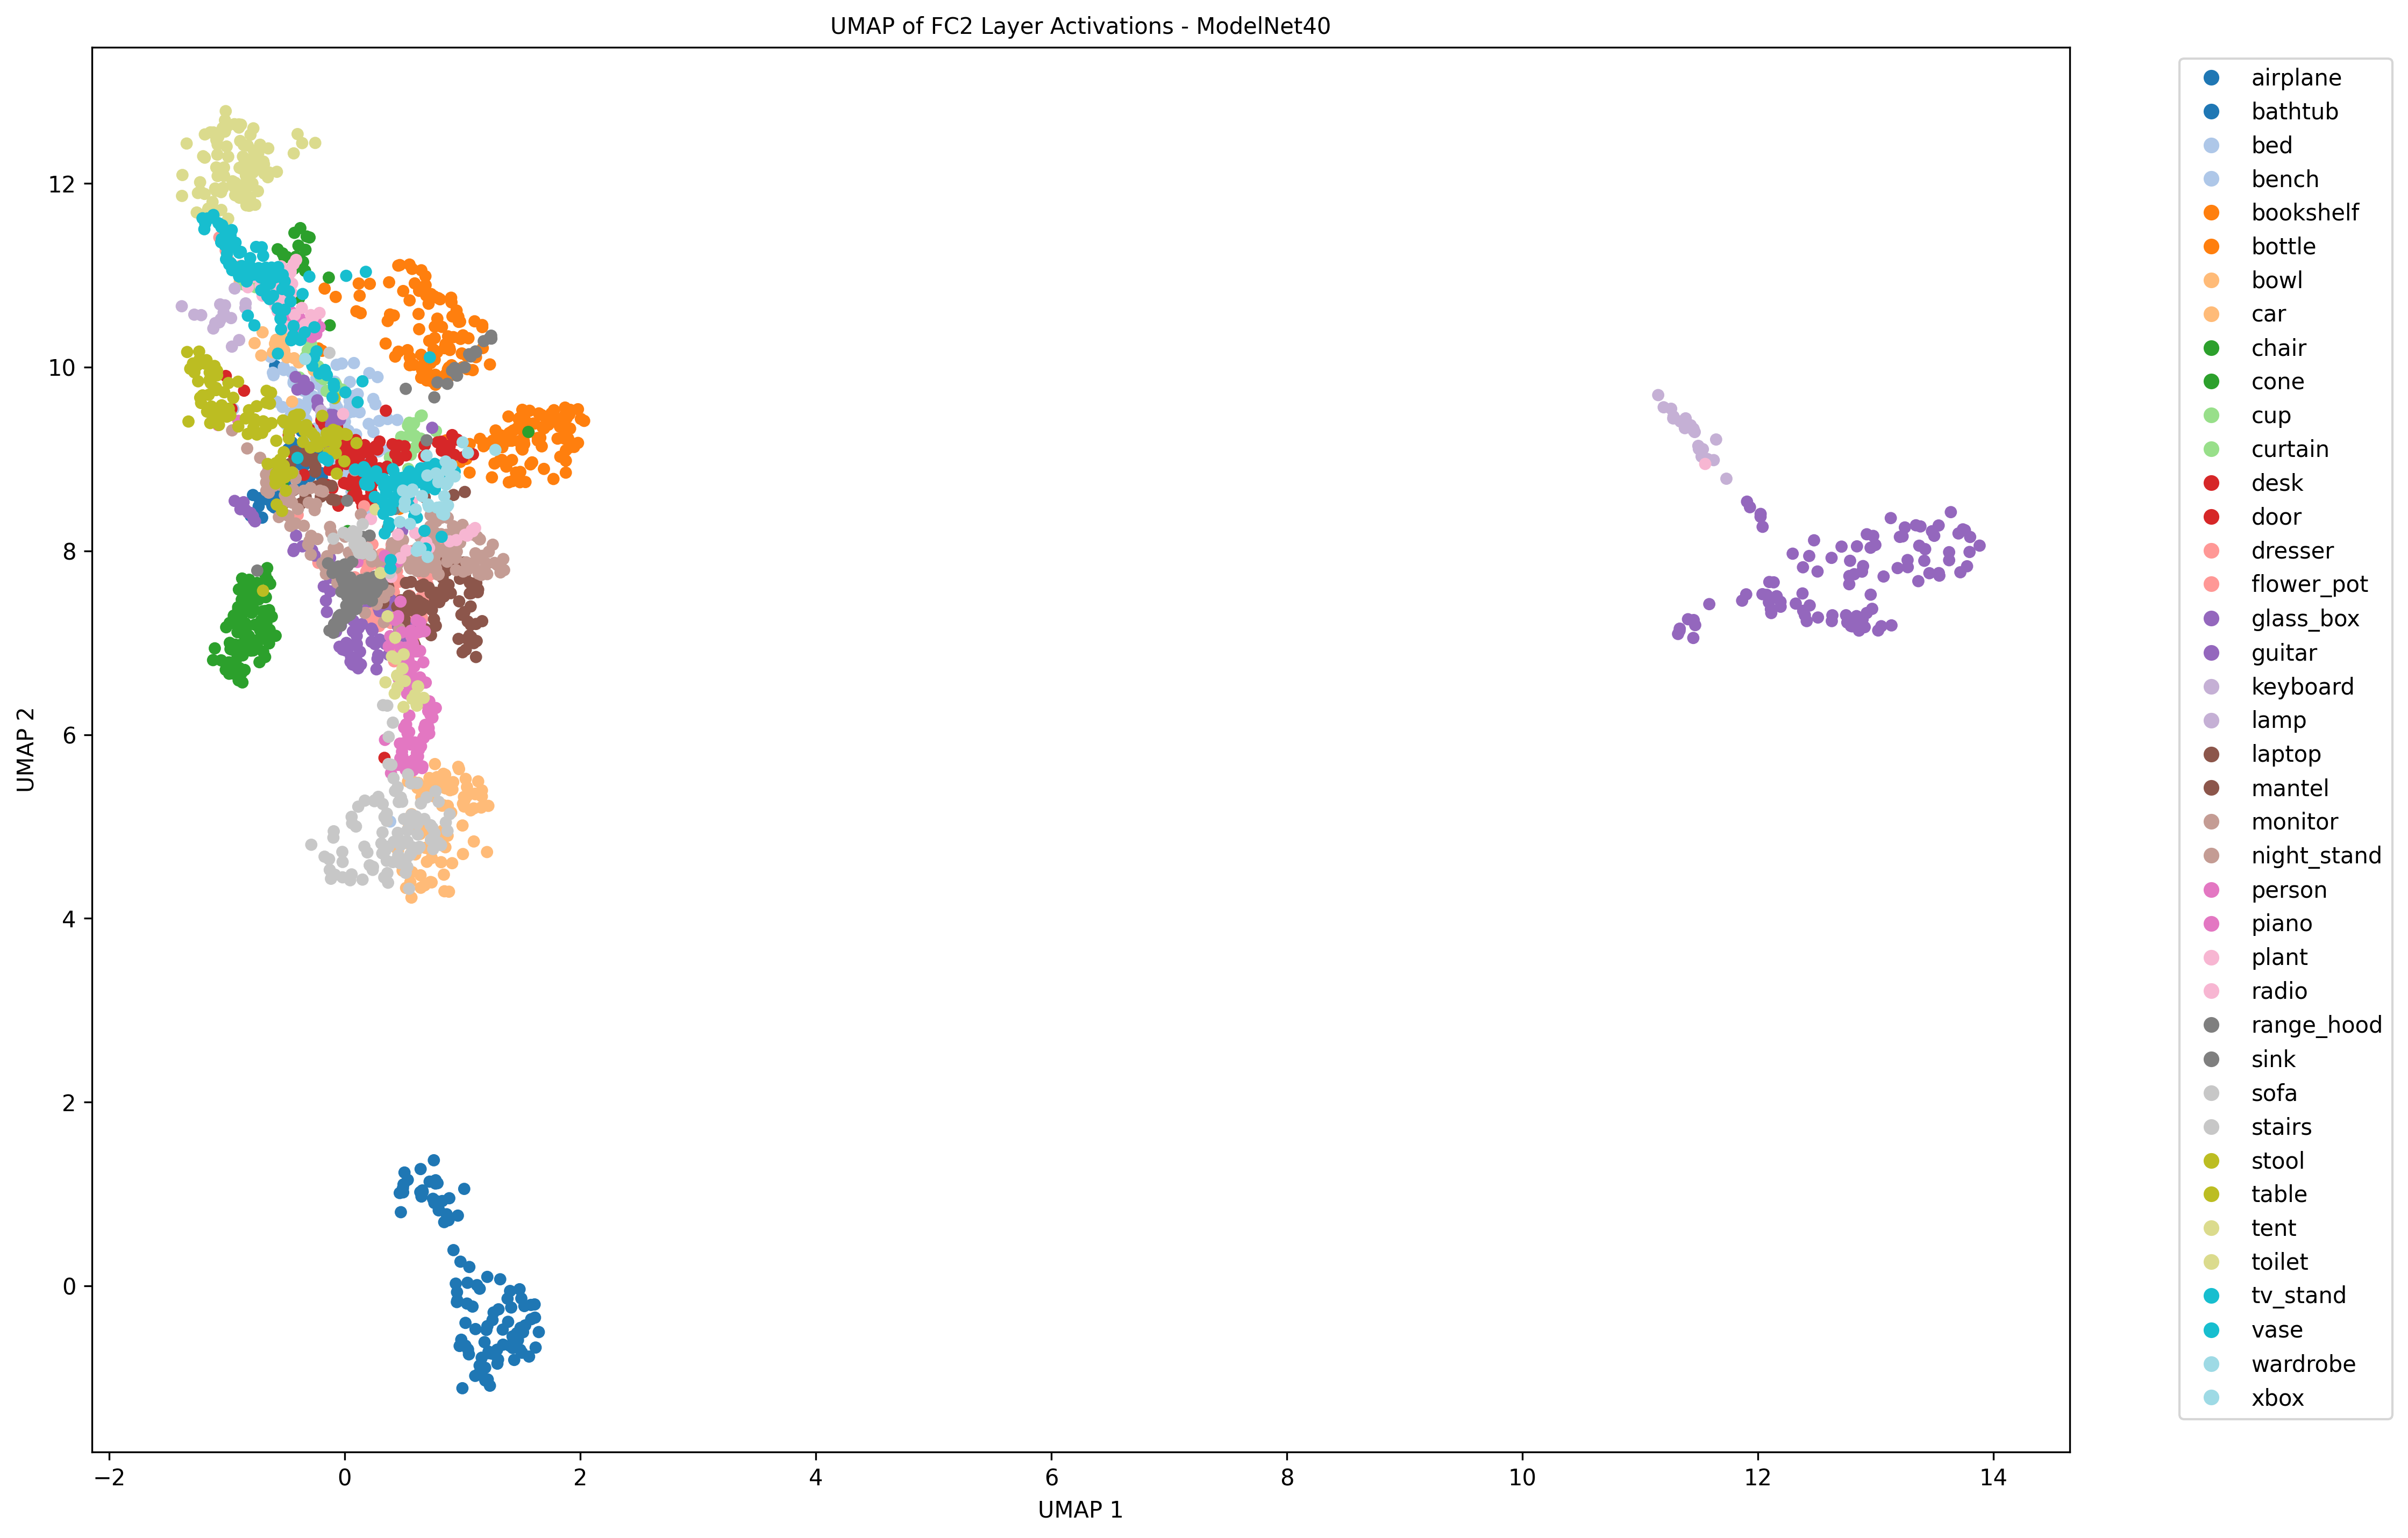 UMAP of FC2 Layer Activations - ModelNet40
UMAP 2
12
10
8
6
4
2
0
−2
0
2
4
6
8
10
12
14
UMAP 1
airplane
bathtub
bed
bench
bookshelf
bottle
bowl
car
chair
cone
cup
curtain
desk
door
dresser
flower_pot
glass_box
guitar
keyboard
lamp
laptop
mantel
monitor
night_stand
person
piano
plant
radio
range_hood
sink
sofa
stairs
stool
table
tent
toilet
tv_stand
vase
wardrobe
xbox